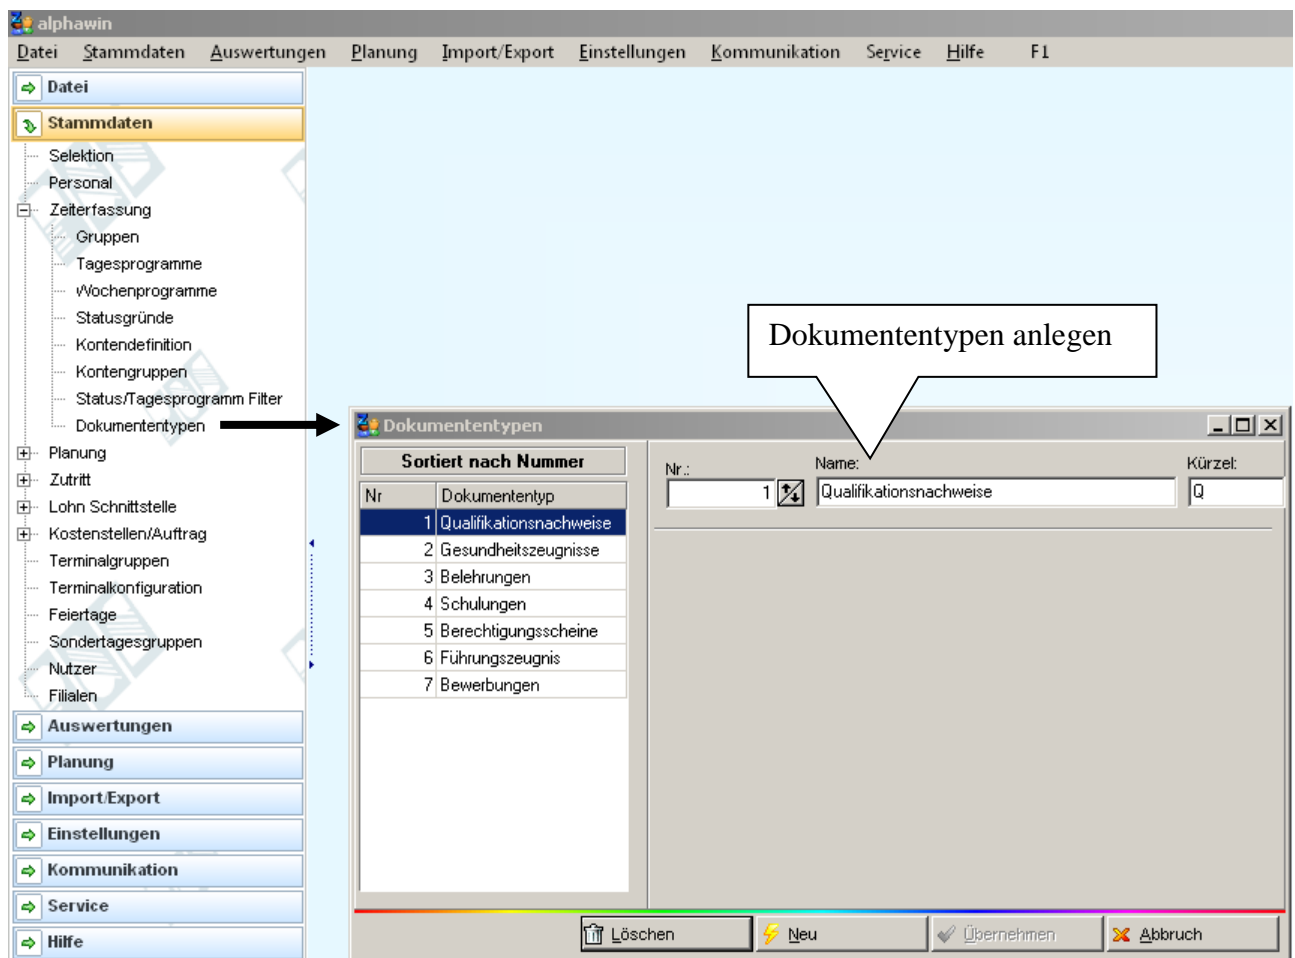 alphawin
Datei Stammdaten Auswertungen Planung Import/Export Einstellungen Kommunikation Service Hilfe F1
Datei
Stammdaten
Selektion
Personal
Zeiterfassung
Gruppen
Tagesprogramme
Wochenprogramme
Statusgründe
Kontendefinition
Kontengruppen
Status/Tagesprogramm Filter
Dokumententypen
Planung
Zutritt
Lohn Schnittstelle
Kostenstellen/Auftrag
Terminalgruppen
Terminalkonfiguration
Feiertage
Sondertagesgruppen
Nutzer
Filialen
Auswertungen
Planung
Import/Export
Einstellungen
Kommunikation
Service
Hilfe
Dokumententypen anlegen
Dokumententypen
Sortiert nach Nummer
Nr Dokumententyp
1 Qualifikationsnachweise
2 Gesundheitszeugnisse
3 Belehrungen
4 Schulungen
5 Berechtigungsscheine
6 Führungszeugnis
7 Bewerbungen
Nr.: Name: Kürzel:
1 Qualifikationsnachweise Q
Löschen Neu Übernehmen Abbruch